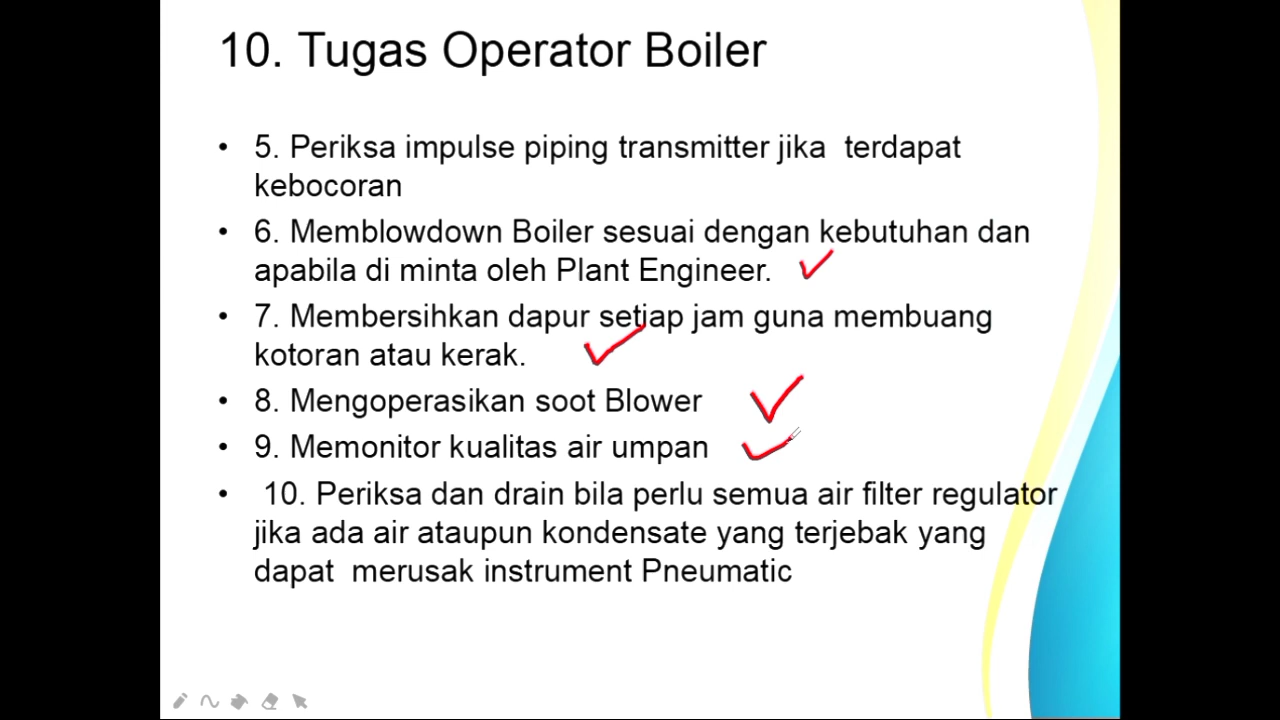 10. Tugas Operator Boiler
• 5. Periksa impulse piping transmitter jika  terdapat
kebocoran
• 6. Memblowdown Boiler sesuai dengan kebutuhan dan
apabila di minta oleh Plant Engineer.
• 7. Membersihkan dapur setiap jam guna membuang
kotoran atau kerak.
• 8. Mengoperasikan soot Blower
• 9. Memonitor kualitas air umpan
• 10. Periksa dan drain bila perlu semua air filter regulator
jika ada air ataupun kondensate yang terjebak yang
dapat  merusak instrument Pneumatic